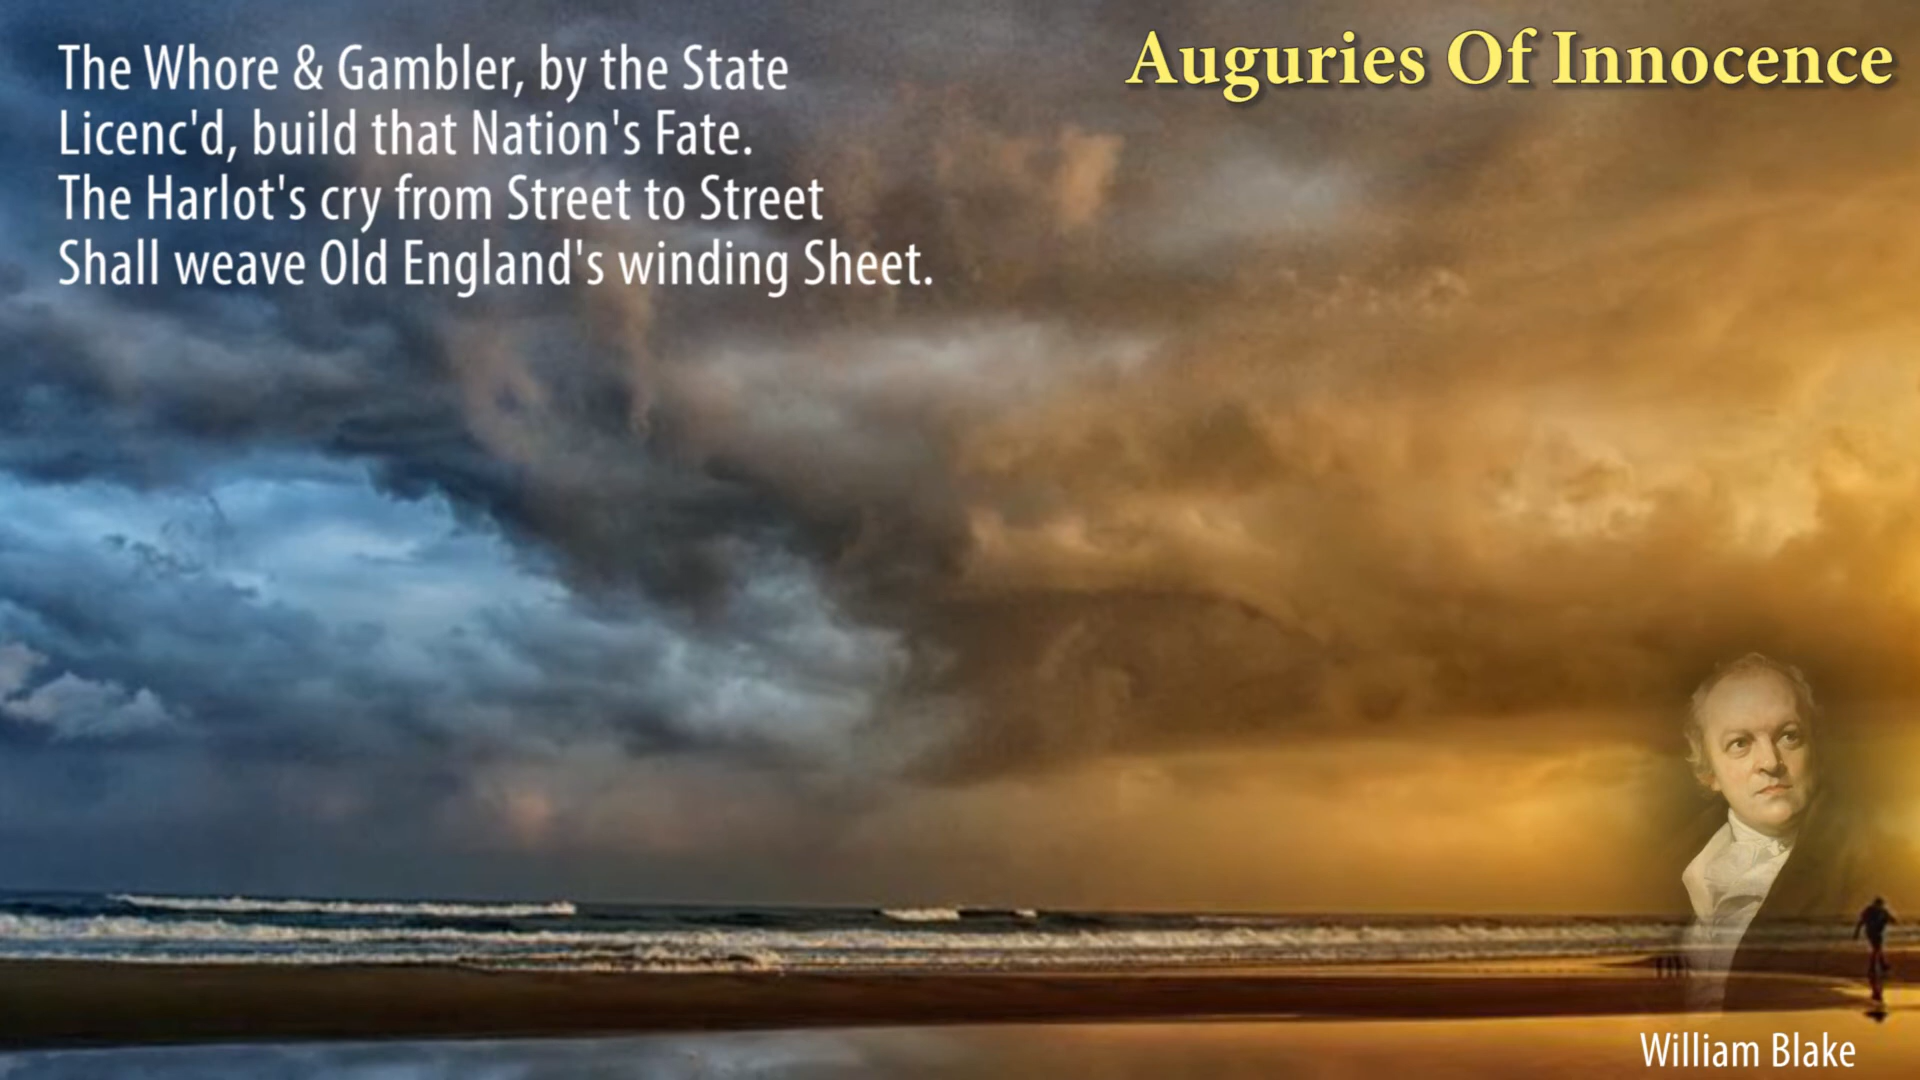 Auguries Of Innocence
The Whore & Gambler, by the State
Licenc'd, build that Nation's Fate.
The Harlot's cry from Street to Street
Shall weave Old England's winding Sheet.
William Blake